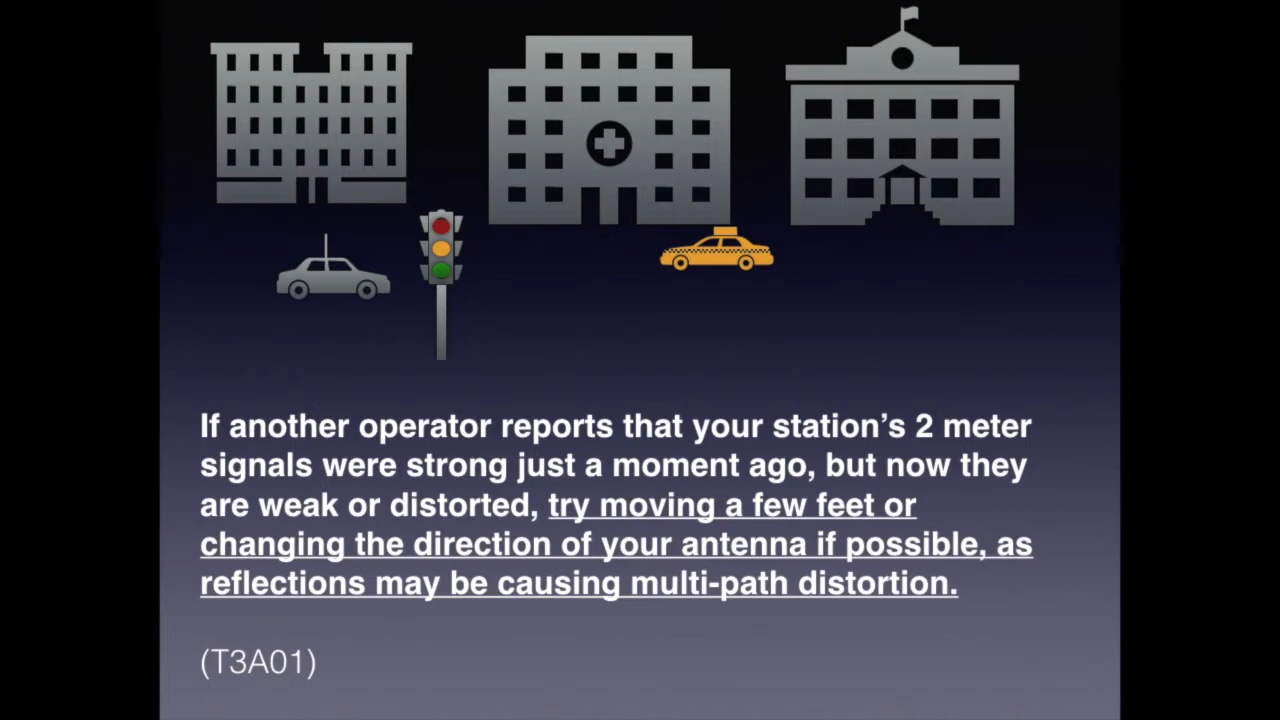 If another operator reports that your station’s 2 meter
signals were strong just a moment ago, but now they
are weak or distorted, try moving a few feet or
changing the direction of your antenna if possible, as
reflections may be causing multi-path distortion.
(T3A01)